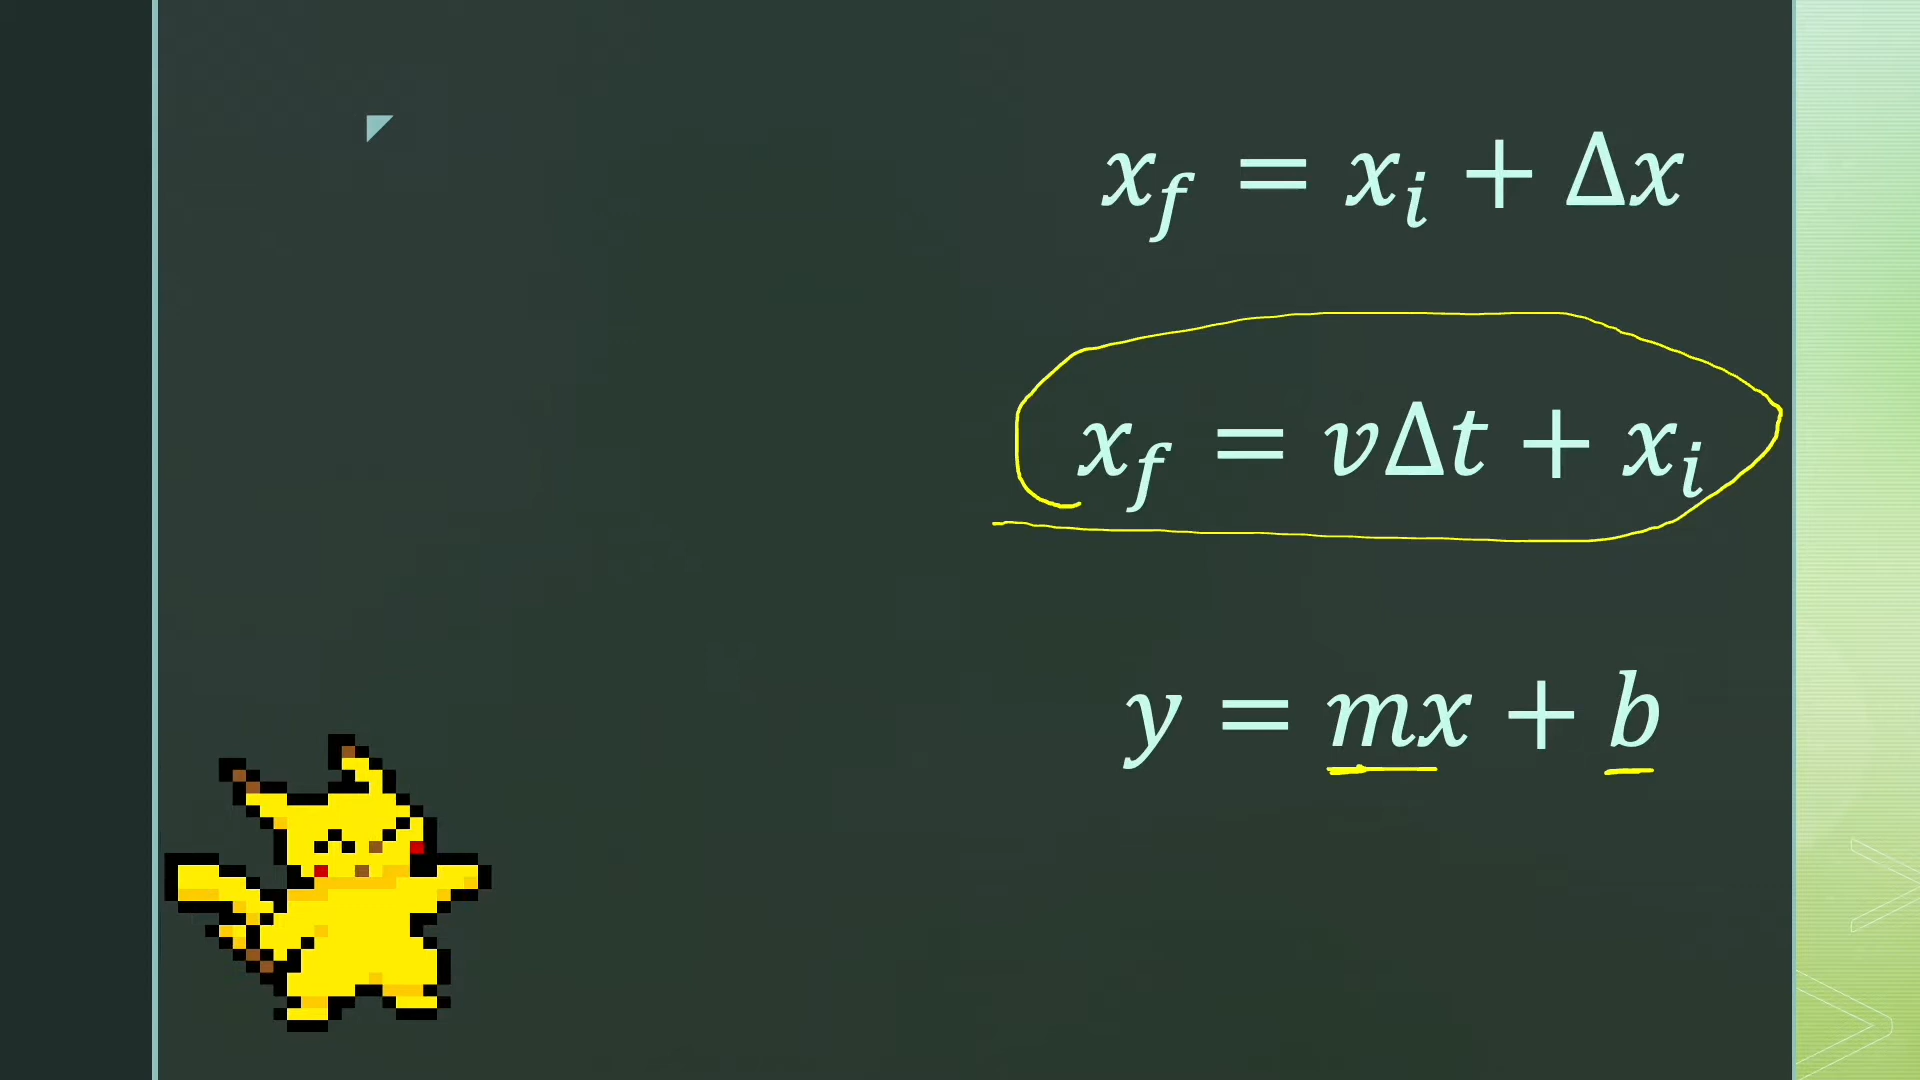 x_f = x_i + Δx
x_f = vΔt + x_i
y = mx + b